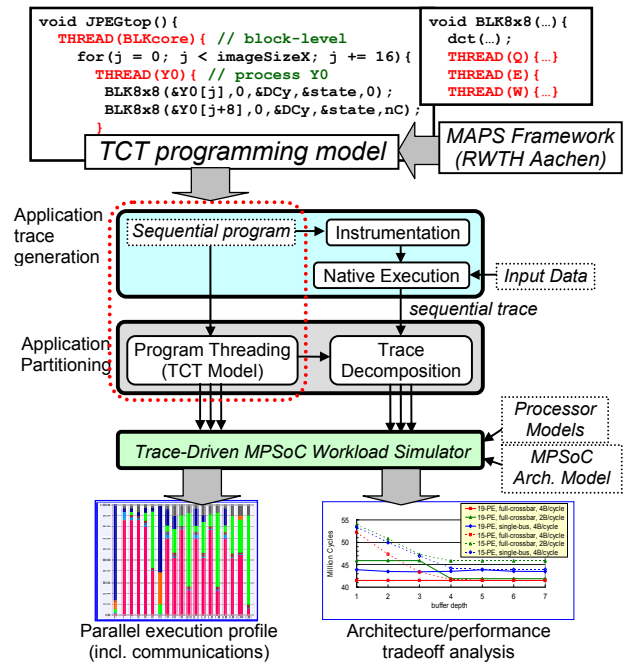 void JPEGtop(){
THREAD(BLKcore){ // block-level
for(j = 0; j < imageSizeX; j += 16){
THREAD(Y0){ // process Y0
BLK8x8(&Y0[j],0,&DCy,&state,0);
BLK8x8(&Y0[j+8],0,&DCy,&state,nC);
}
void BLK8x8(…){
dct(…);
THREAD(Q){…}
THREAD(E){
THREAD(W){…}
TCT programming model
MAPS Framework
(RWTH Aachen)
Application
trace
generation
Sequential program
Instrumentation
Native Execution
Input Data
sequential trace
Application
Partitioning
Program Threading
(TCT Model)
Trace
Decomposition
Processor
Models
Trace-Driven MPSoC Workload Simulator
MPSoC
Arch. Model
19-PE, full-crossbar, 4B/cycle
19-PE, full-crossbar, 2B/cycle
19-PE, single-bus, 4B/cycle
15-PE, full-crossbar, 4B/cycle
15-PE, full-crossbar, 2B/cycle
15-PE, single-bus, 4B/cycle
Million Cycles
55
50
45
40
1 2 3 4 5 6 7
buffer depth
Parallel execution profile
(incl. communications)
Architecture/performance
tradeoff analysis